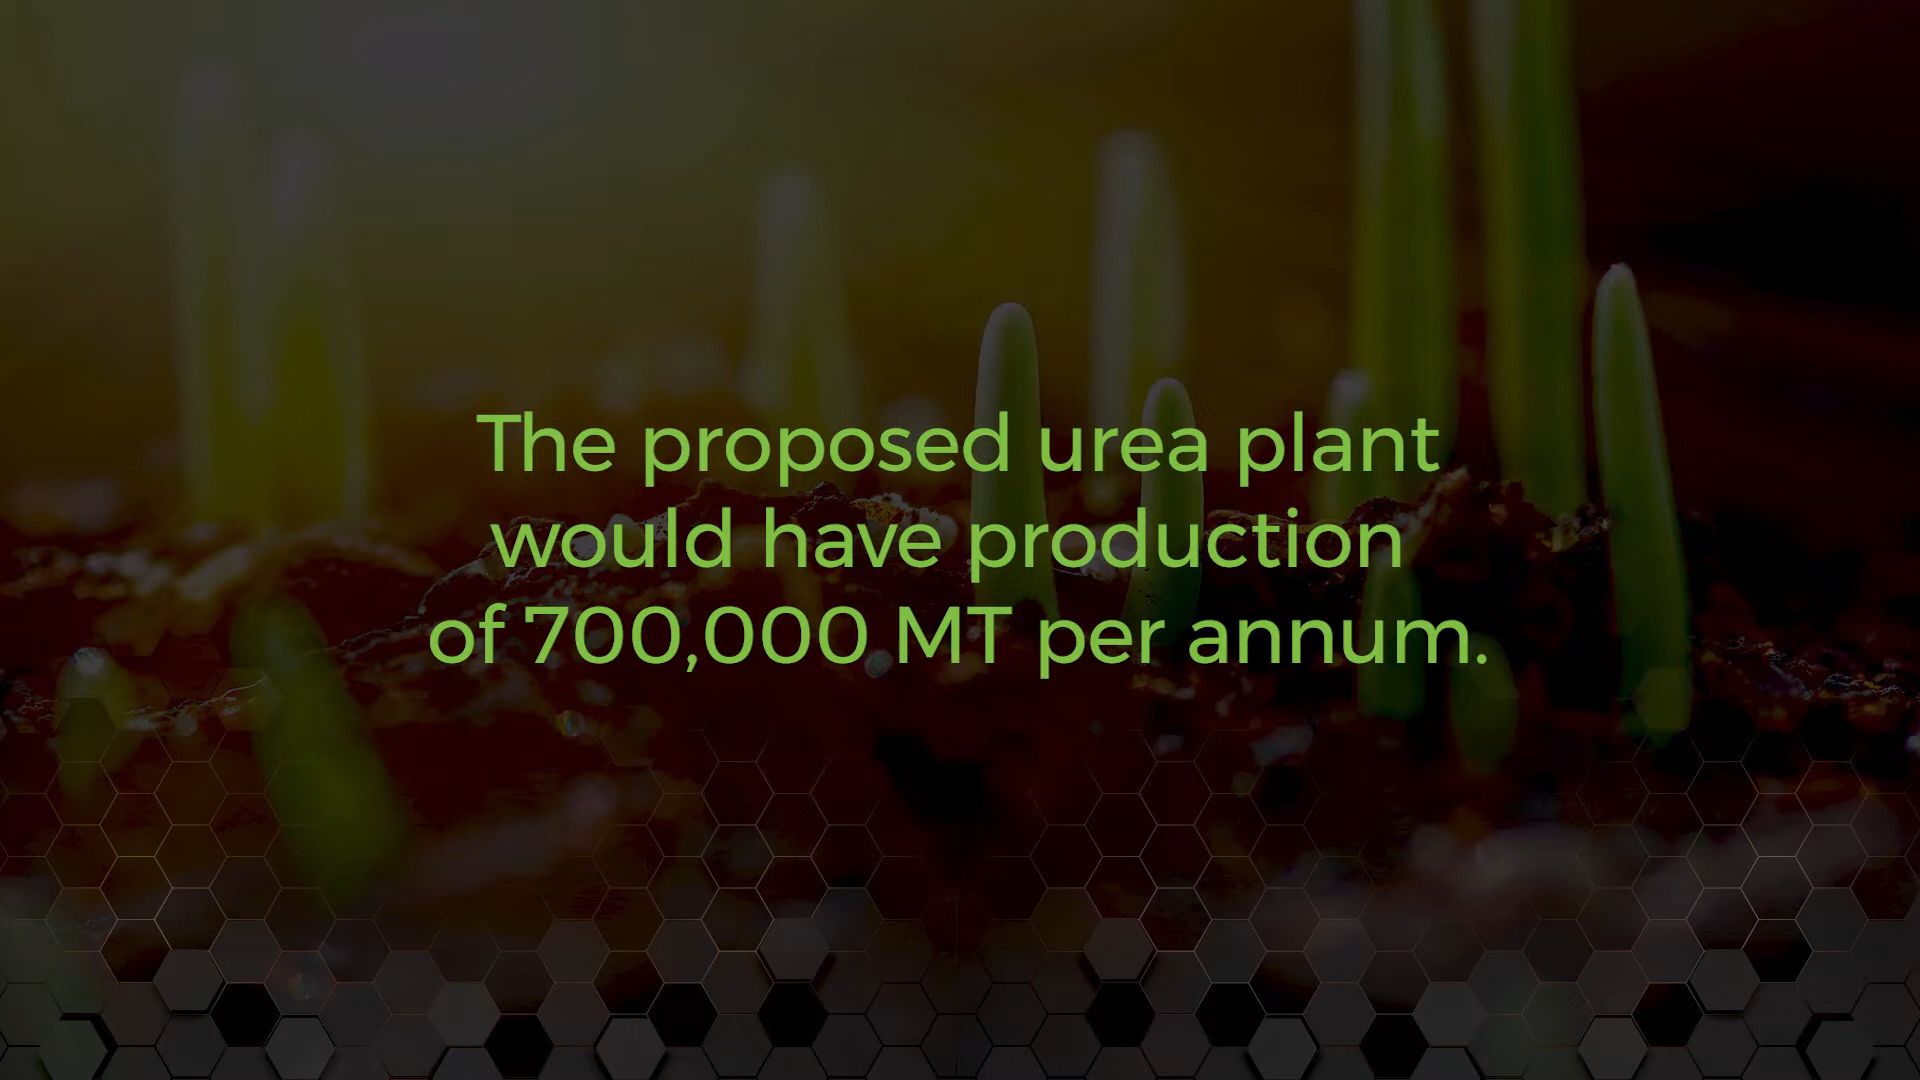 The proposed urea plant
would have production
of 700,000 MT per annum.